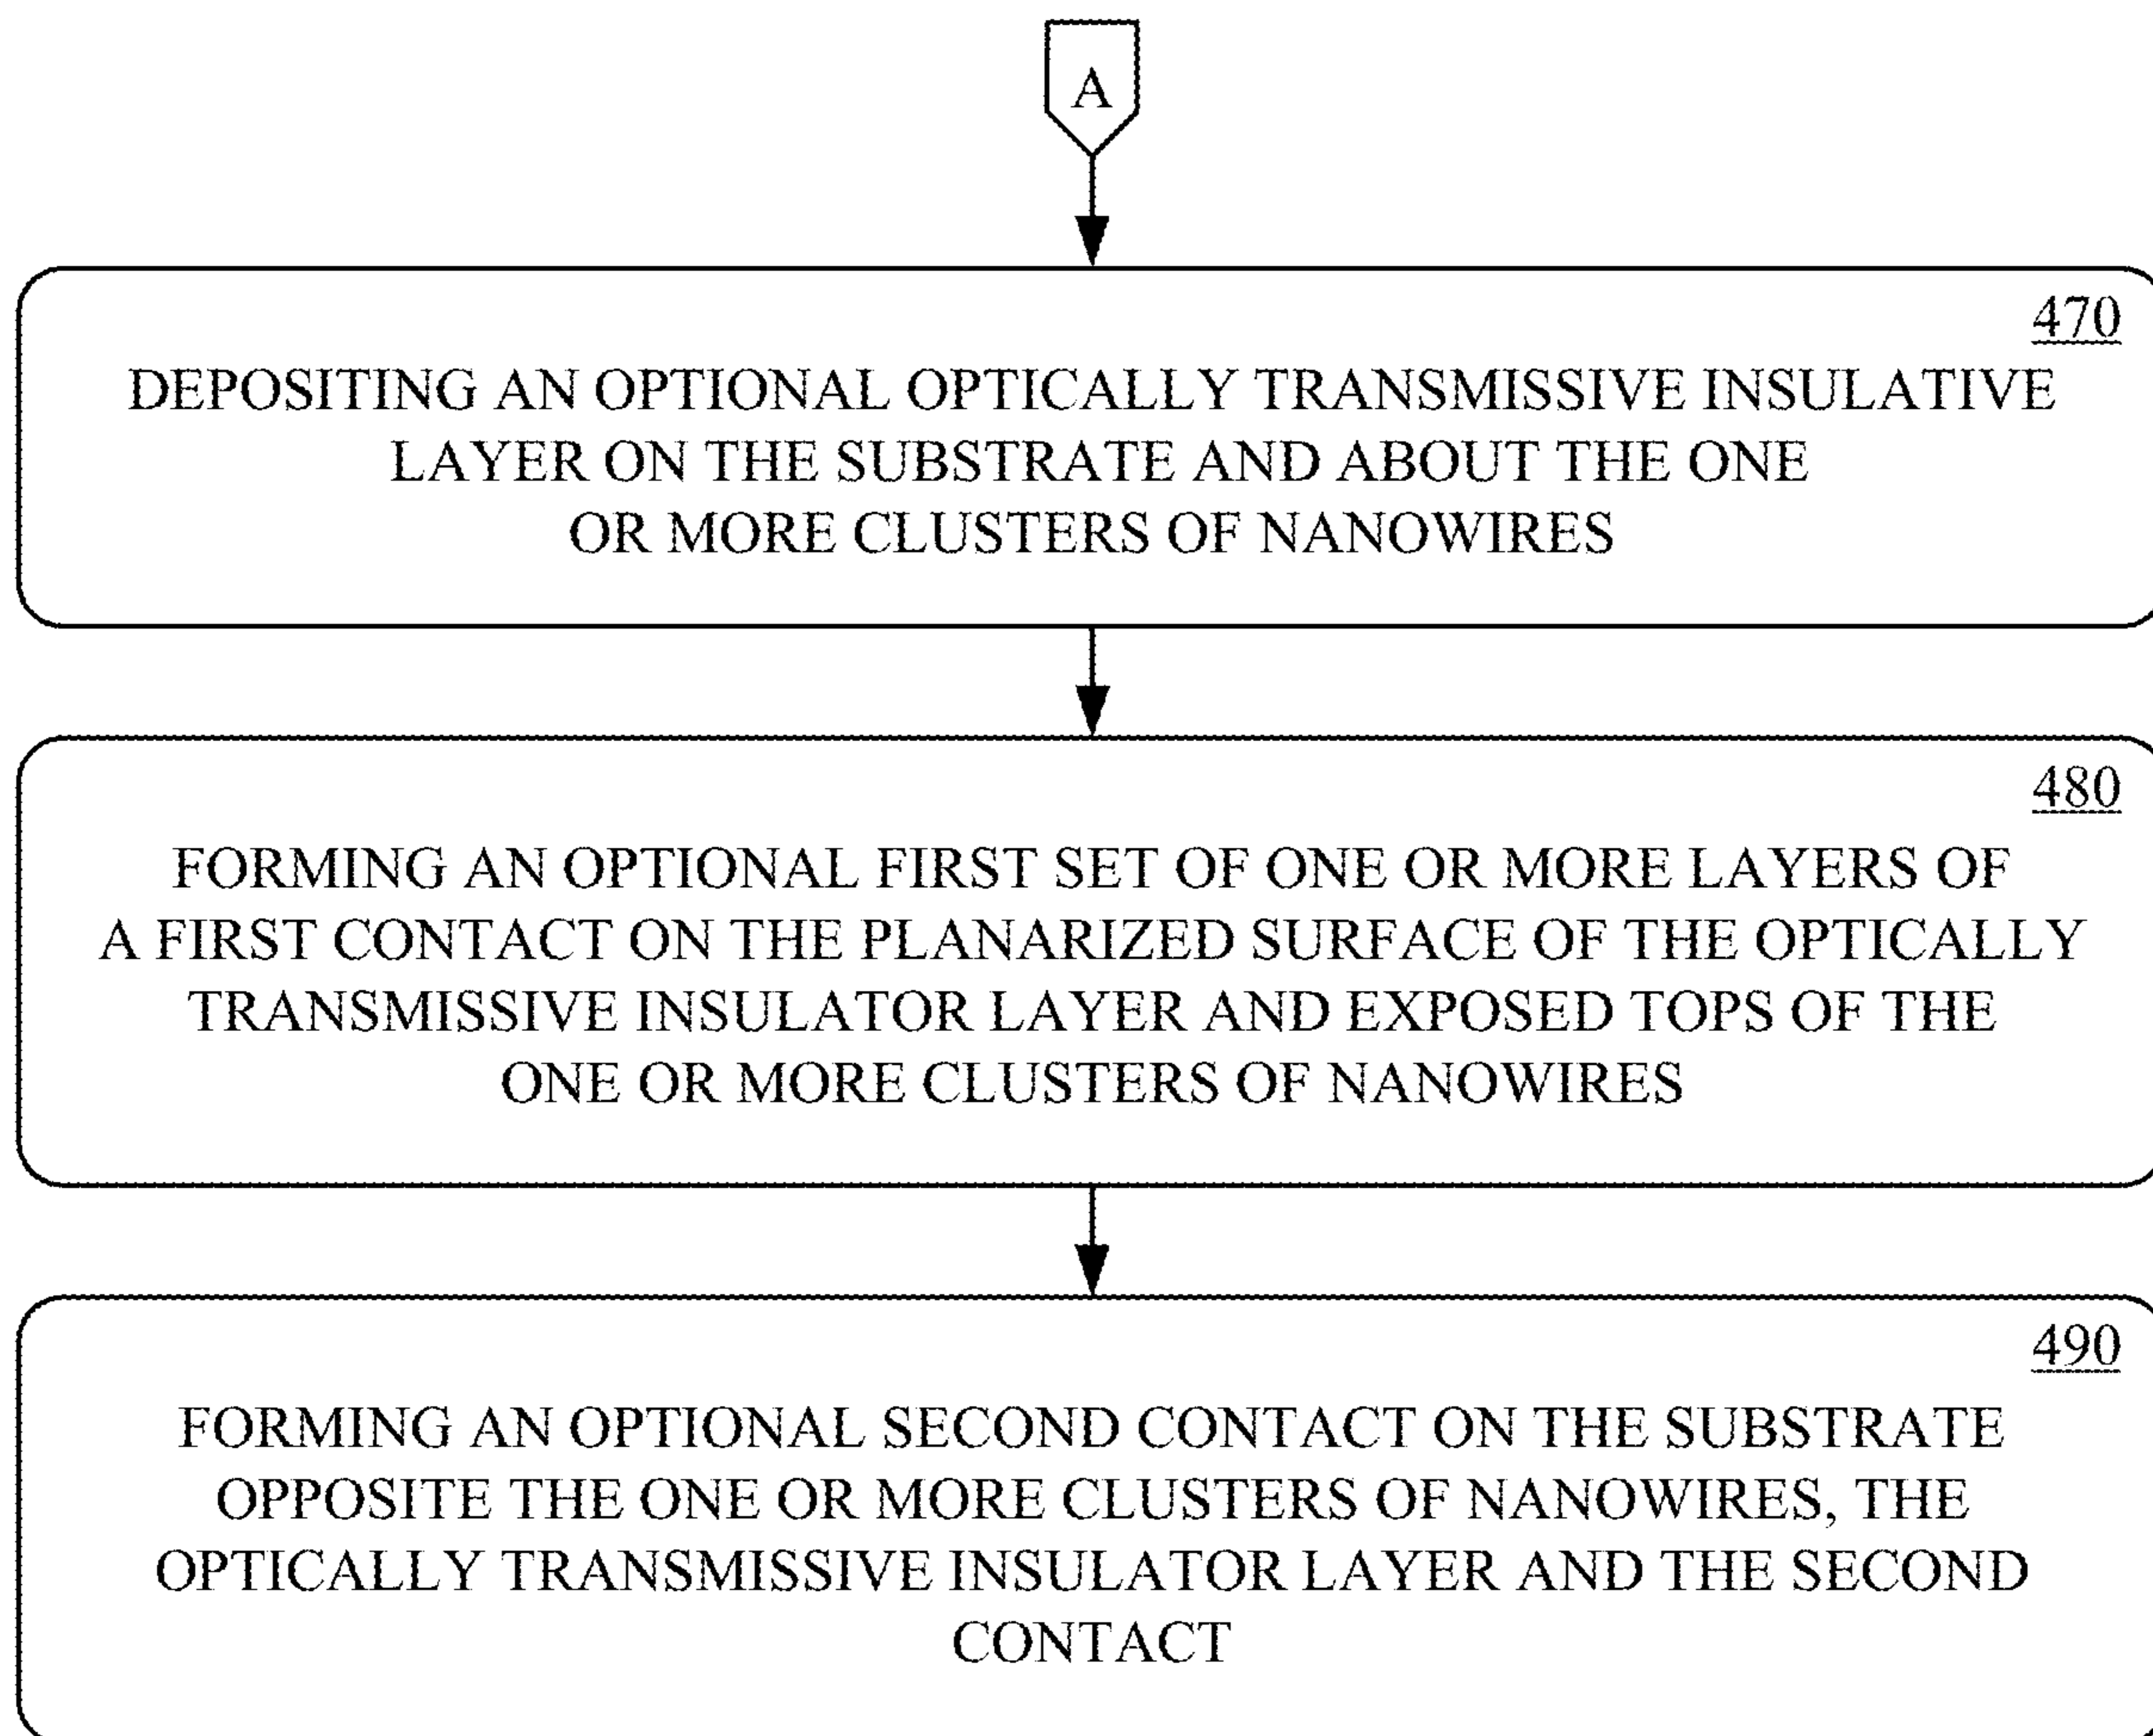 A
470
DEPOSITING AN OPTIONAL OPTICALLY TRANSMISSIVE INSULATIVE
LAYER ON THE SUBSTRATE AND ABOUT THE ONE
OR MORE CLUSTERS OF NANOWIRES
480
FORMING AN OPTIONAL FIRST SET OF ONE OR MORE LAYERS OF
A FIRST CONTACT ON THE PLANARIZED SURFACE OF THE OPTICALLY
TRANSMISSIVE INSULATOR LAYER AND EXPOSED TOPS OF THE
ONE OR MORE CLUSTERS OF NANOWIRES
490
FORMING AN OPTIONAL SECOND CONTACT ON THE SUBSTRATE
OPPOSITE THE ONE OR MORE CLUSTERS OF NANOWIRES, THE
OPTICALLY TRANSMISSIVE INSULATOR LAYER AND THE SECOND
CONTACT